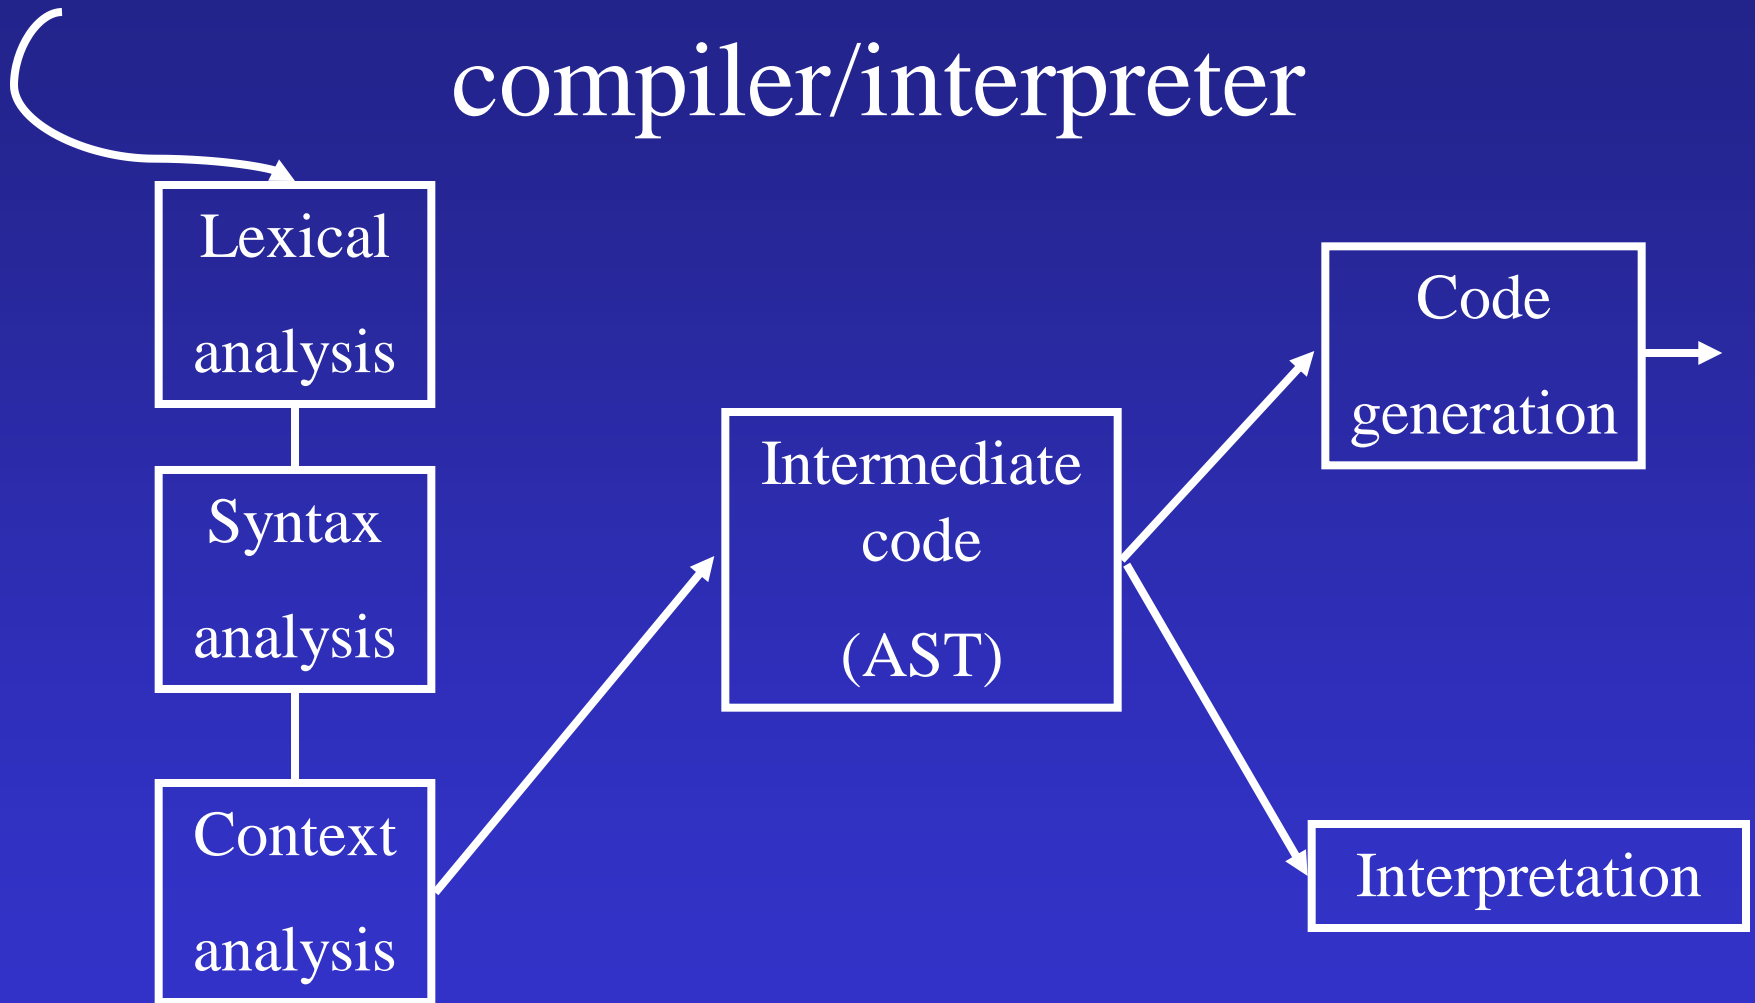 compiler/interpreter
Lexical
analysis
Syntax
analysis
Context
analysis
Intermediate
code
(AST)
Code
generation
Interpretation